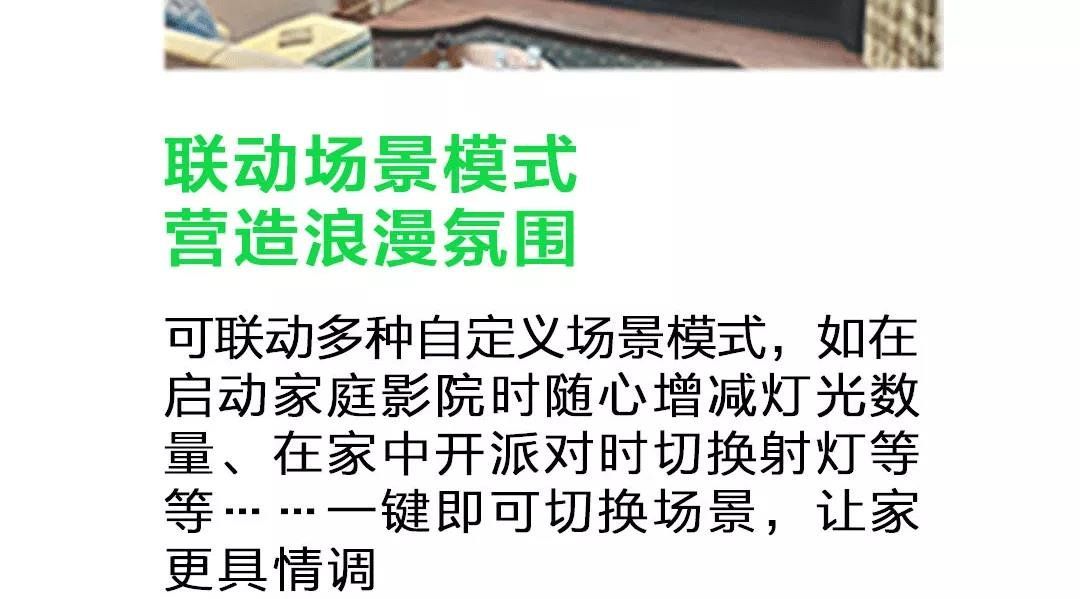 联动场景模式
营造浪漫氛围
可联动多种自定义场景模式，如在
启动家庭影院时随心增减灯光数
量、在家中开派对时切换射灯等
等……一键即可切换场景，让家
更具情调